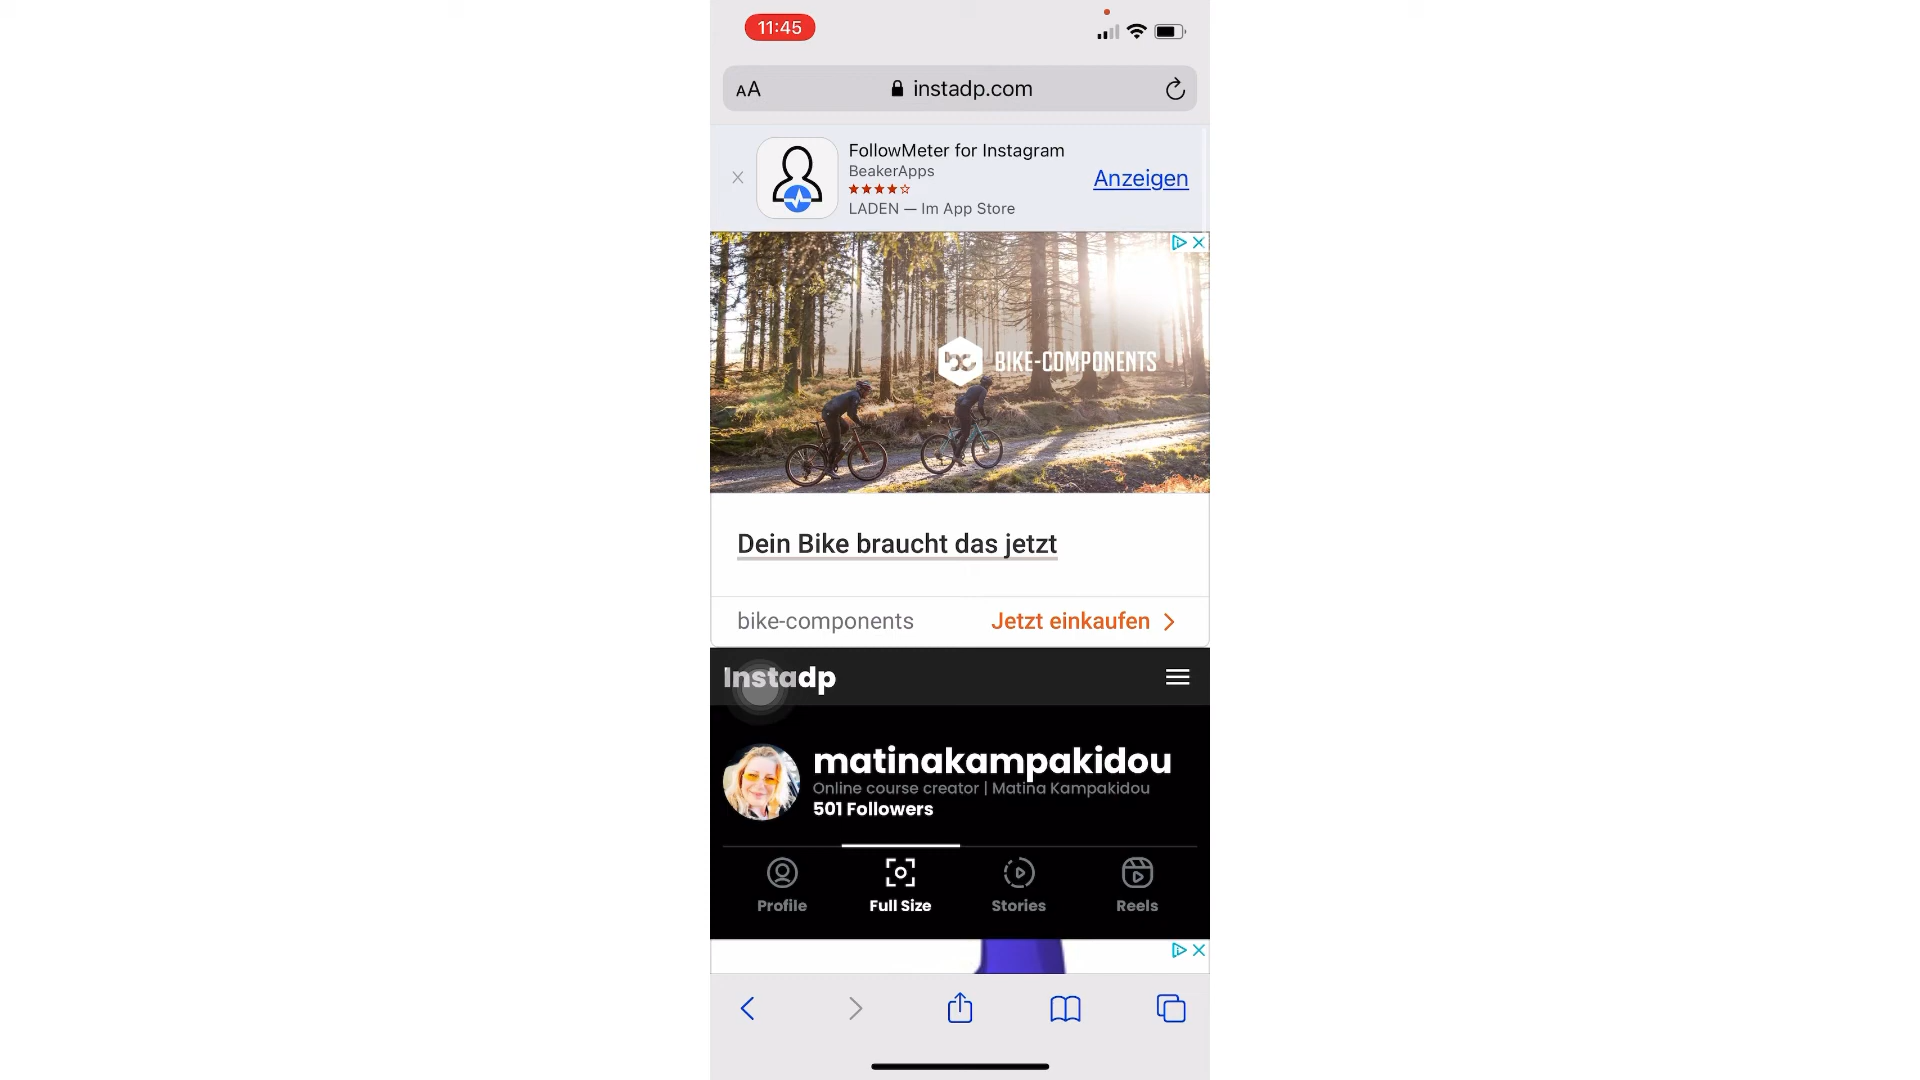 11:45
AA
instadp.com
FollowMeter for Instagram
BeakerApps
LADEN — Im App Store
Anzeigen
BIKE-COMPONENTS
Dein Bike braucht das jetzt
bike-components
Jetzt einkaufen
Instadp
matinakampakidou
Online course creator | Matina Kampakidou
501 Followers
Profile
Full Size
Stories
Reels